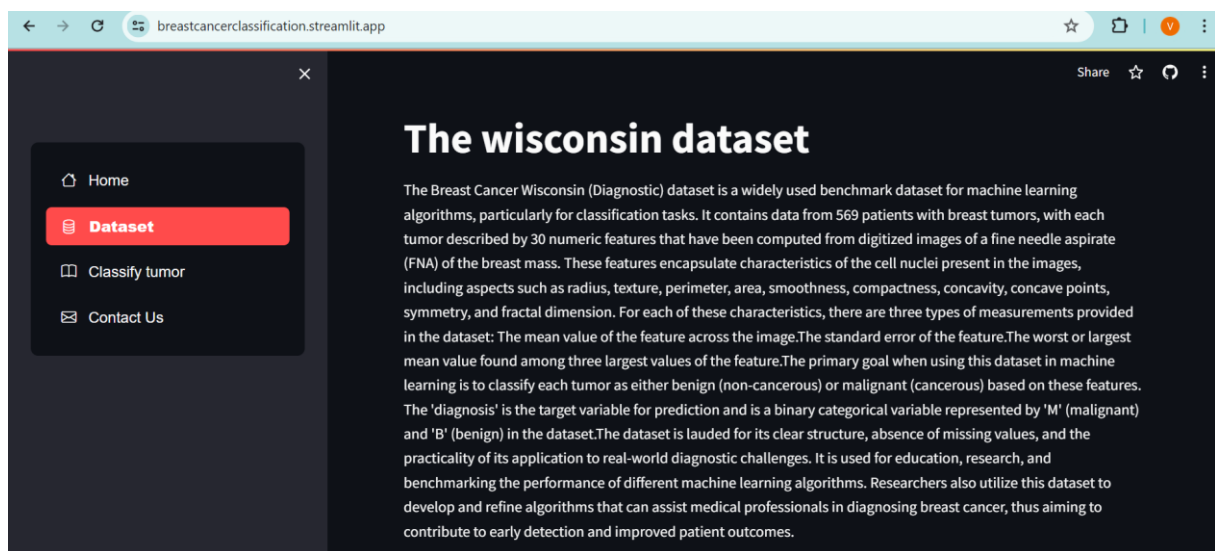 breastcancerclassification.streamlit.app
V
Share
Home
Dataset
Classify tumor
Contact Us
The wisconsin dataset
The Breast Cancer Wisconsin (Diagnostic) dataset is a widely used benchmark dataset for machine learning
algorithms, particularly for classification tasks. It contains data from 569 patients with breast tumors, with each
tumor described by 30 numeric features that have been computed from digitized images of a fine needle aspirate
(FNA) of the breast mass. These features encapsulate characteristics of the cell nuclei present in the images,
including aspects such as radius, texture, perimeter, area, smoothness, compactness, concavity, concave points,
symmetry, and fractal dimension. For each of these characteristics, there are three types of measurements provided
in the dataset: The mean value of the feature across the image.The standard error of the feature.The worst or largest
mean value found among three largest values of the feature.The primary goal when using this dataset in machine
learning is to classify each tumor as either benign (non-cancerous) or malignant (cancerous) based on these features.
The 'diagnosis' is the target variable for prediction and is a binary categorical variable represented by 'M' (malignant)
and 'B' (benign) in the dataset.The dataset is lauded for its clear structure, absence of missing values, and the
practicality of its application to real-world diagnostic challenges. It is used for education, research, and
benchmarking the performance of different machine learning algorithms. Researchers also utilize this dataset to
develop and refine algorithms that can assist medical professionals in diagnosing breast cancer, thus aiming to
contribute to early detection and improved patient outcomes.